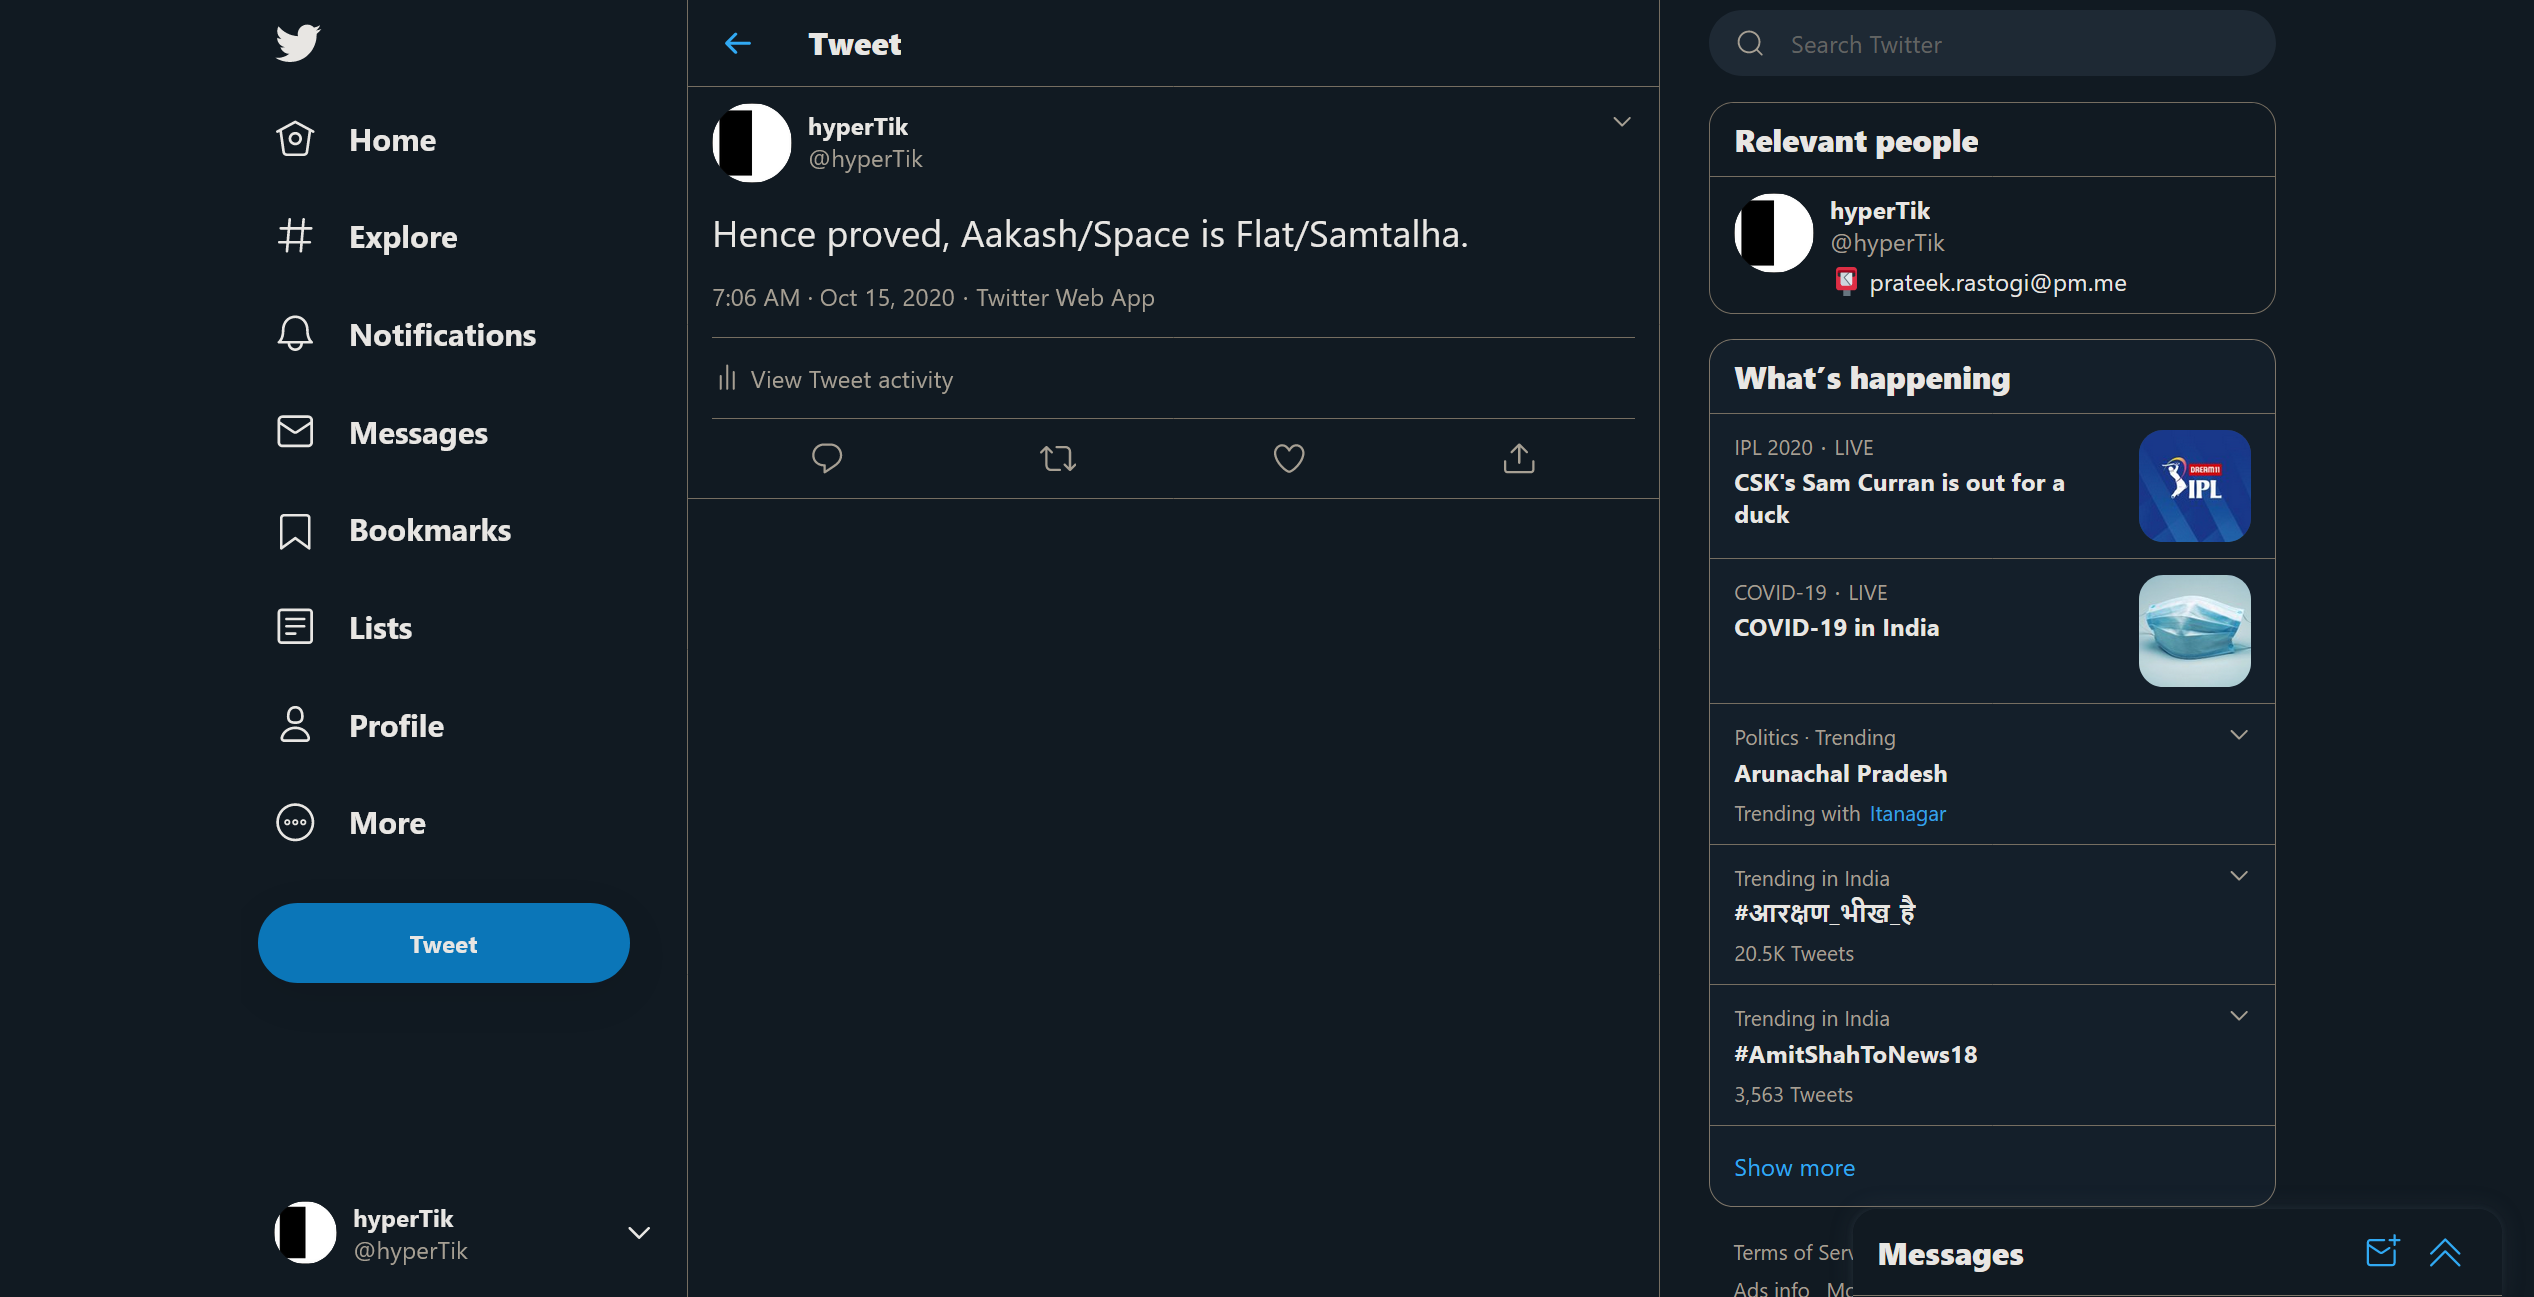 Home
Explore
Notifications
Messages
Bookmarks
Lists
Profile
More
Tweet
hyperTik
@hyperTik
Tweet
hyperTik
@hyperTik
Hence proved, Aakash/Space is Flat/Samtalha.
7:06 AM · Oct 15, 2020 · Twitter Web App
View Tweet activity
Search Twitter
Relevant people
hyperTik
@hyperTik
prateek.rastogi@pm.me
What's happening
IPL 2020 · LIVE
CSK's Sam Curran is out for a
duck
DREAM11
IPL
COVID-19 · LIVE
COVID-19 in India
Politics · Trending
Arunachal Pradesh
Trending with Itanagar
Trending in India
#आरक्षण_भीख_है
20.5K Tweets
Trending in India
#AmitShahToNews18
3,563 Tweets
Show more
Terms of Serv
Ads info Mo
Messages